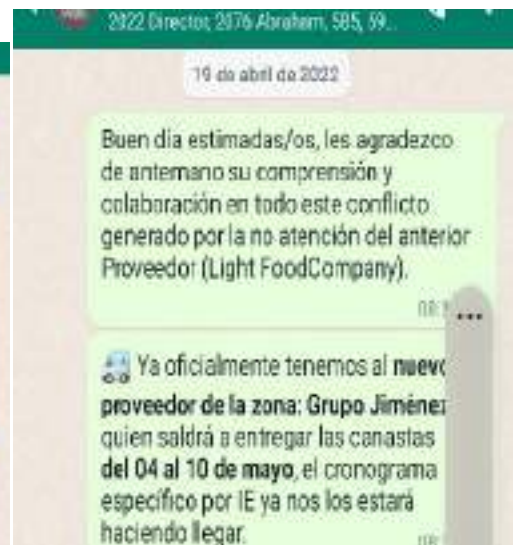 2022 Director, 2076 Abraham, 585, 59...
19 de abril de 2022
Buen día estimadas/os, les agradezco
de antemano su comprensión y
colaboración en todo este conflicto
generado por la no atención del anterior
Proveedor (Light FoodCompany).
Ya oficialmente tenemos al nuevo
proveedor de la zona: Grupo Jiménez
quien saldrá a entregar las canastas
del 04 al 10 de mayo, el cronograma
específico por IE ya nos los estará
haciendo llegar.